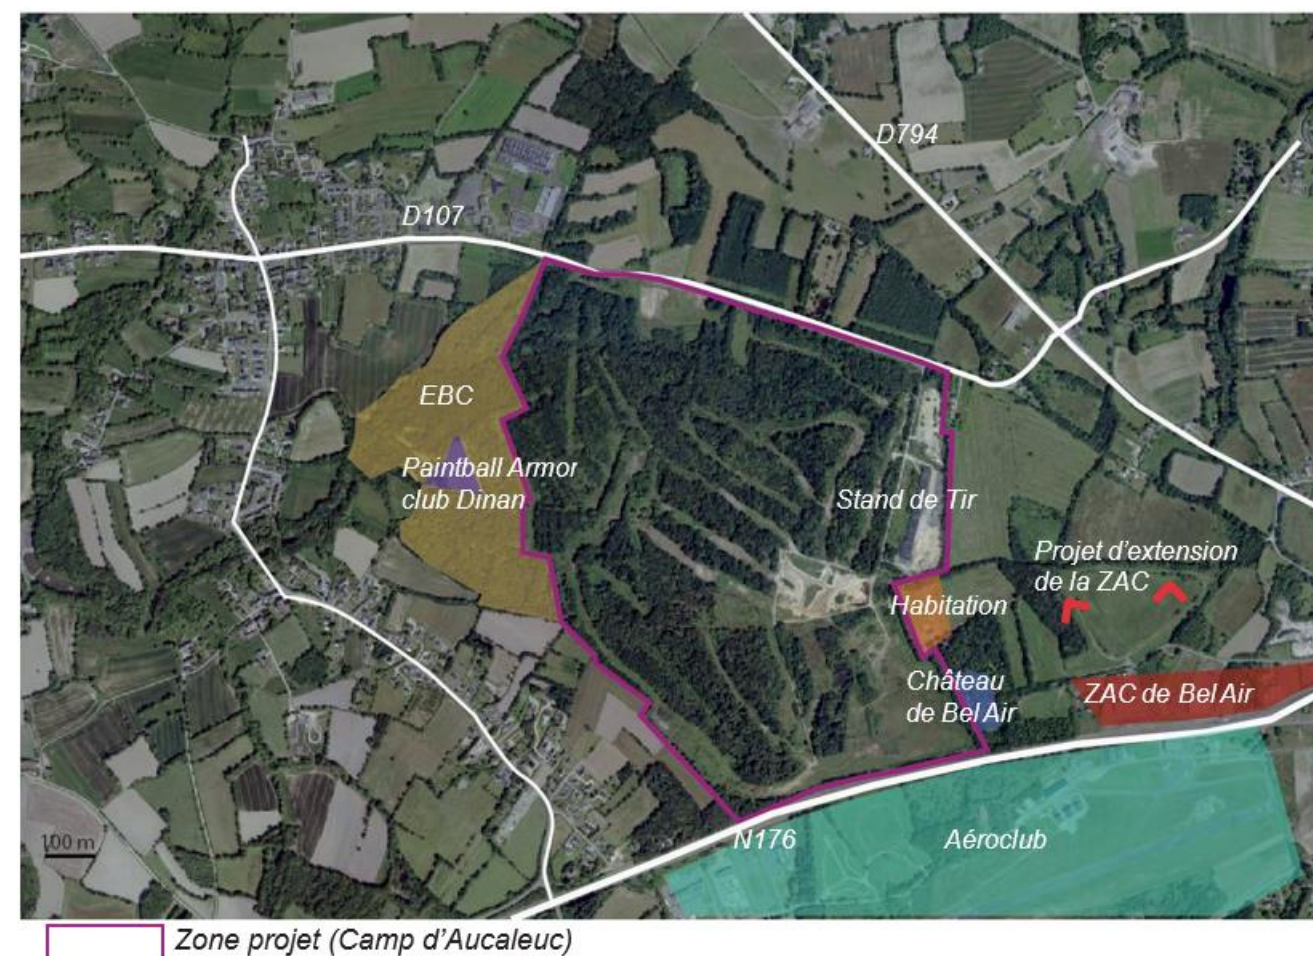 D794
D107
EBC
Paintball Armor
club Dinan
Stand de Tir
Projet d'extension
de la ZAC
Habitation
Château
de Bel Air
ZAC de Bel Air
100 m
N176
Aéroclub
Zone projet (Camp d'Aucaleuc)